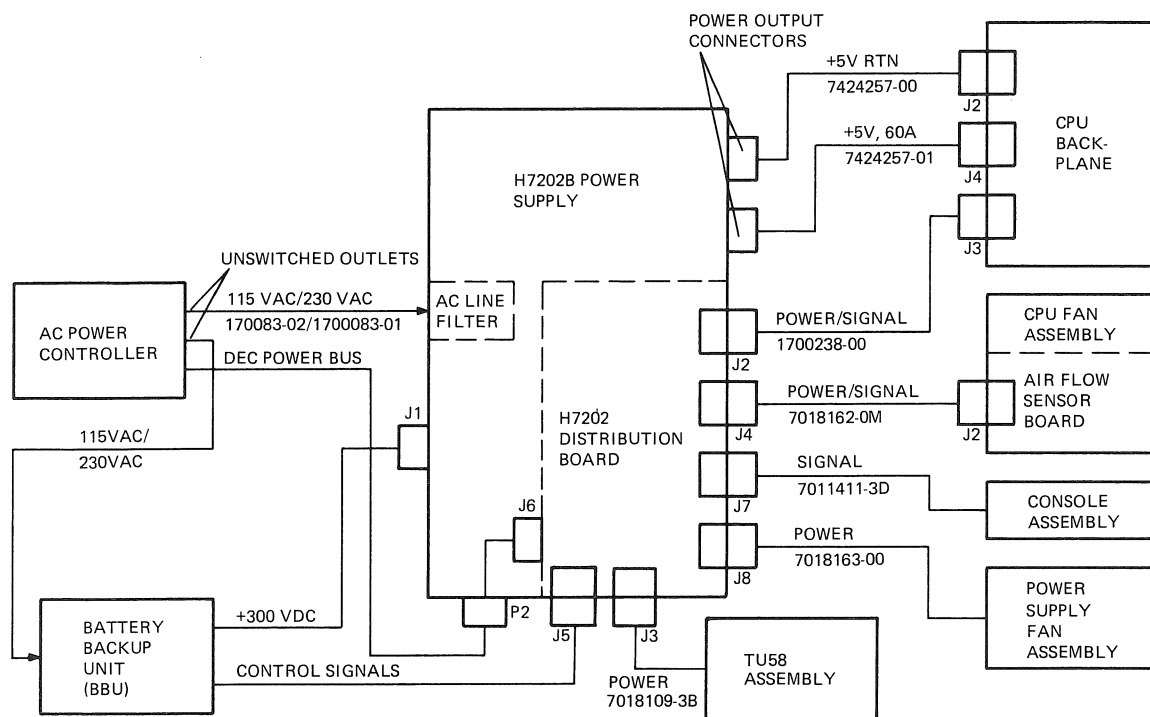 POWER OUTPUT
CONNECTORS
+5V RTN
7424257-00
J2
+5V, 60A
7424257-01
J4
CPU
BACK-
PLANE
J3
H7202B POWER
SUPPLY
UNSWITCHED OUTLETS
115 VAC/230 VAC
170083-02/1700083-01
AC LINE
FILTER
AC POWER
CONTROLLER
DEC POWER BUS
POWER/SIGNAL
1700238-00
J2
CPU FAN
ASSEMBLY
AIR FLOW
SENSOR
BOARD
J2
POWER/SIGNAL
7018162-0M
J4
H7202
DISTRIBUTION
BOARD
J1
115VAC/
230VAC
SIGNAL
7011411-3D
J7
CONSOLE
ASSEMBLY
J6
POWER
7018163-00
J8
POWER
SUPPLY
FAN
ASSEMBLY
P2
J5
J3
+300 VDC
BATTERY
BACKUP
UNIT
(BBU)
CONTROL SIGNALS
POWER
7018109-3B
TU58
ASSEMBLY